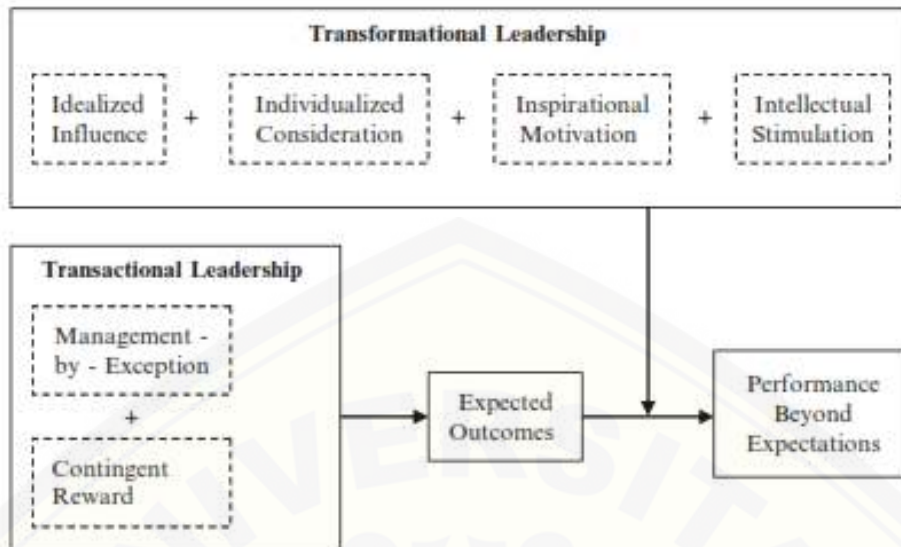 Transformational Leadership
Idealized
Influence
+
Individualized
Consideration
+
Inspirational
Motivation
+
Intellectual
Stimulation
Transactional Leadership
Management -
by - Exception
+
Contingent
Reward
Expected
Outcomes
Performance
Beyond
Expectations